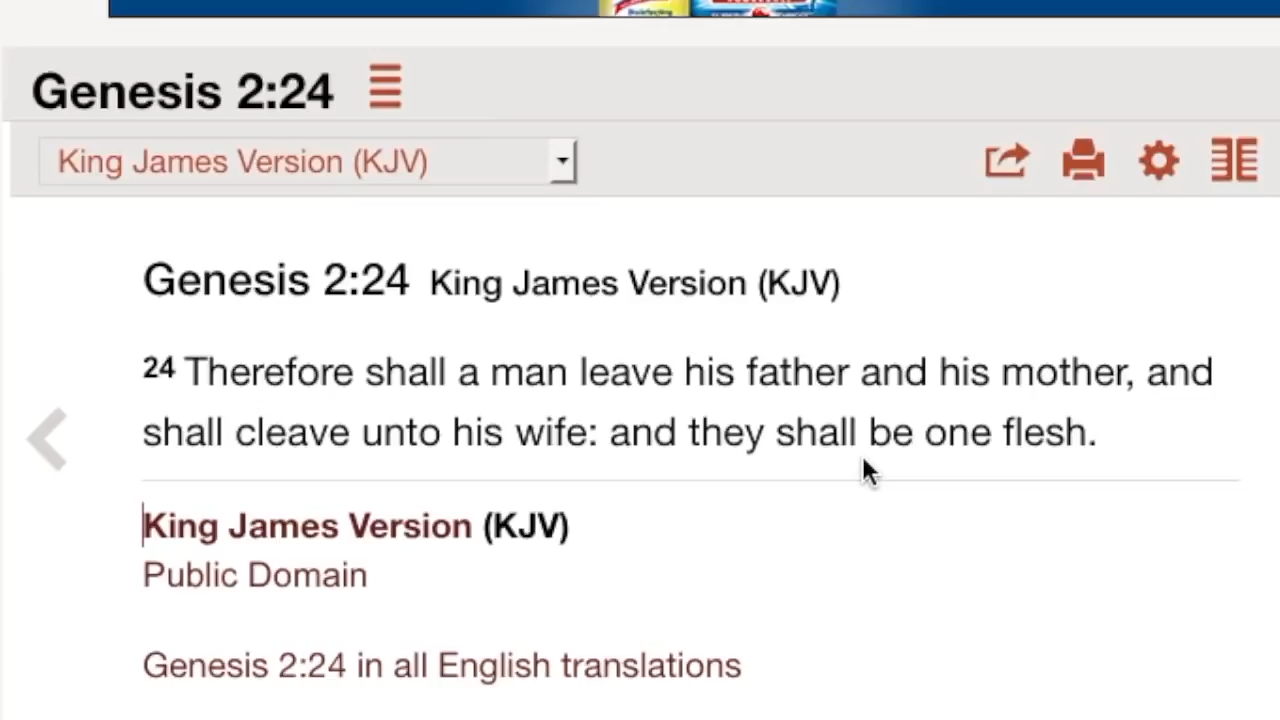 Genesis 2:24
King James Version (KJV)
Genesis 2:24 King James Version (KJV)
24 Therefore shall a man leave his father and his mother, and
shall cleave unto his wife: and they shall be one flesh.
King James Version (KJV)
Public Domain
Genesis 2:24 in all English translations